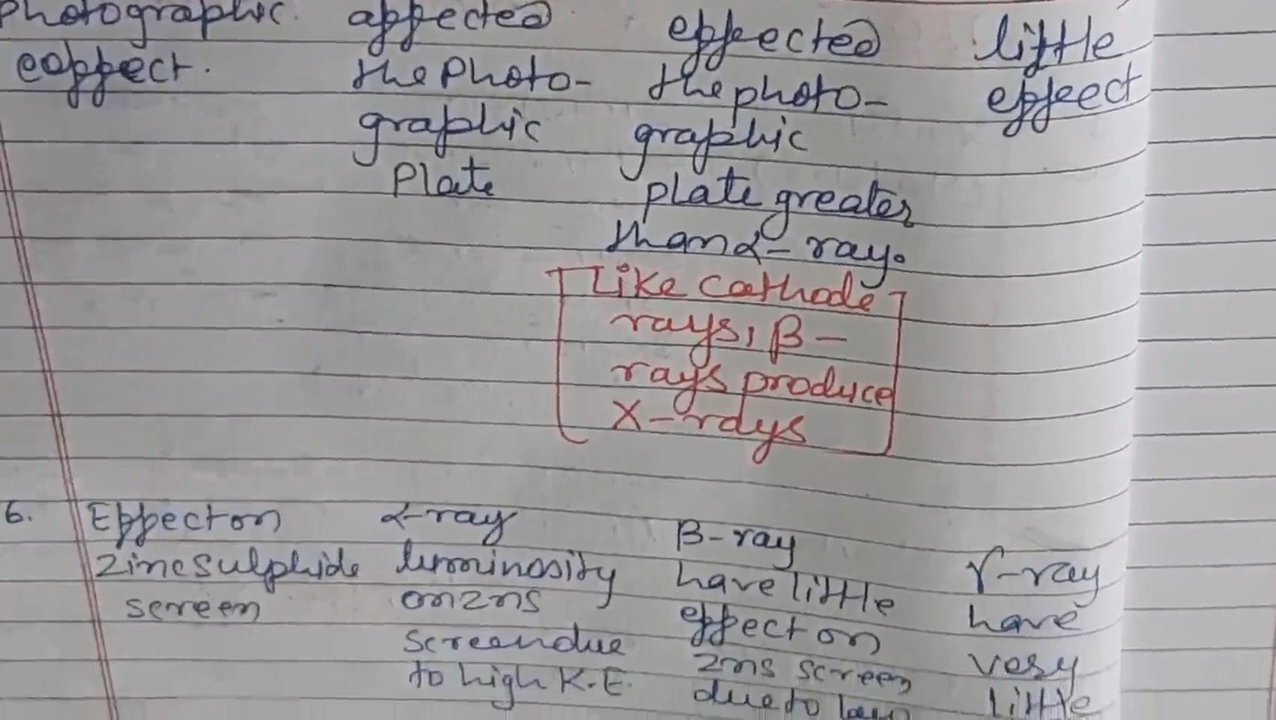 photographic affected effected little
eoffect. the Photo- the photo- effect
graphic graphic
Plate plate greater
than α-ray.
Like cathode
rays, β-
rays produce
X-rays
6. Effect on α-ray β-ray γ-ray
zinc sulphide luminosity have little have
screen on zns effect on very
screen due zns screen little
to high K.E. due to low